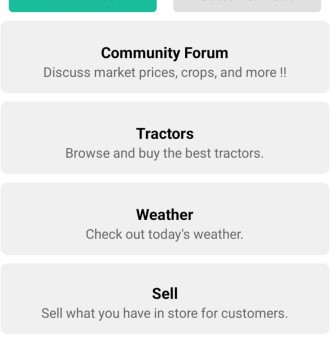 Community Forum
Discuss market prices, crops, and more !!
Tractors
Browse and buy the best tractors.
Weather
Check out today's weather.
Sell
Sell what you have in store for customers.